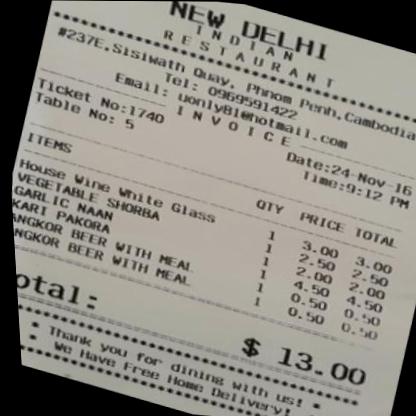 NEW DELHI
INDIAN
RESTAURANT
#237E,Sisiwath Quay, Phnom Penh,Cambodia
Tel: 0969591422
Email: uonly81@hotmail.com
INVOICE
Ticket No:1740 Date:24-Nov-16
Table No: 5 Time:9:12 PM
ITEMS QTY PRICE TOTAL
House Wine White Glass 1 3.00 3.00
VEGETABLE SHORBA 1 2.50 2.50
GARLIC NAAN 1 2.00 2.00
KARI PAKORA 1 4.50 4.50
ANGKOR BEER WITH MEAL 1 0.50 0.50
NGKOR BEER WITH MEAL 1 0.50 0.50
otal: $ 13.00
* Thank you for dining with us! *
* We Have Free Home Delivery!